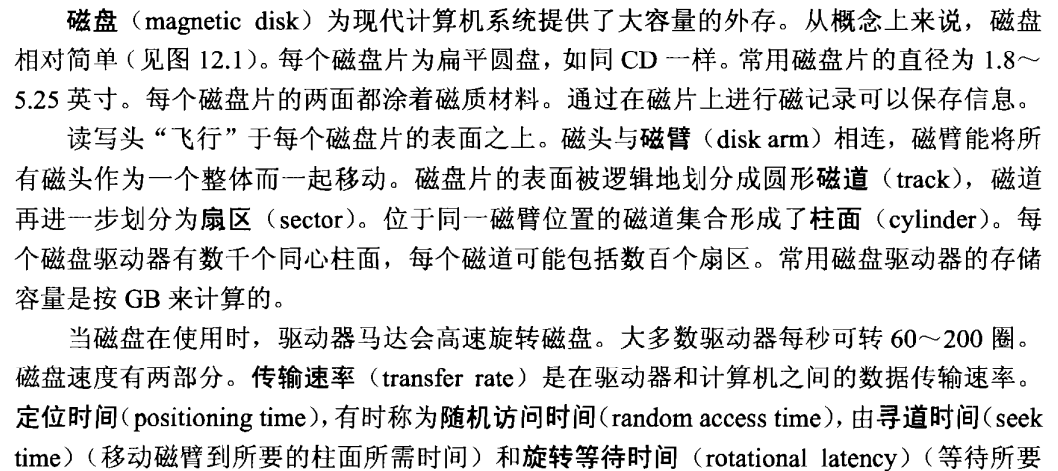 磁盘（magnetic disk）为现代计算机系统提供了大容量的外存。从概念上来说，磁盘
相对简单（见图 12.1）。每个磁盘片为扁平圆盘，如同 CD 一样。常用磁盘片的直径为 1.8～
5.25 英寸。每个磁盘片的两面都涂着磁质材料。通过在磁片上进行磁记录可以保存信息。
读写头“飞行”于每个磁盘片的表面之上。磁头与磁臂（disk arm）相连，磁臂能将所
有磁头作为一个整体而一起移动。磁盘片的表面被逻辑地划分成圆形磁道（track），磁道
再进一步划分为扇区（sector）。位于同一磁臂位置的磁道集合形成了柱面（cylinder）。每
个磁盘驱动器有数千个同心柱面，每个磁道可能包括数百个扇区。常用磁盘驱动器的存储
容量是按 GB 来计算的。
当磁盘在使用时，驱动器马达会高速旋转磁盘。大多数驱动器每秒可转 60～200 圈。
磁盘速度有两部分。传输速率（transfer rate）是在驱动器和计算机之间的数据传输速率。
定位时间（positioning time），有时称为随机访问时间（random access time），由寻道时间（seek
time）（移动磁臂到所要的柱面所需时间）和旋转等待时间（rotational latency）（等待所要